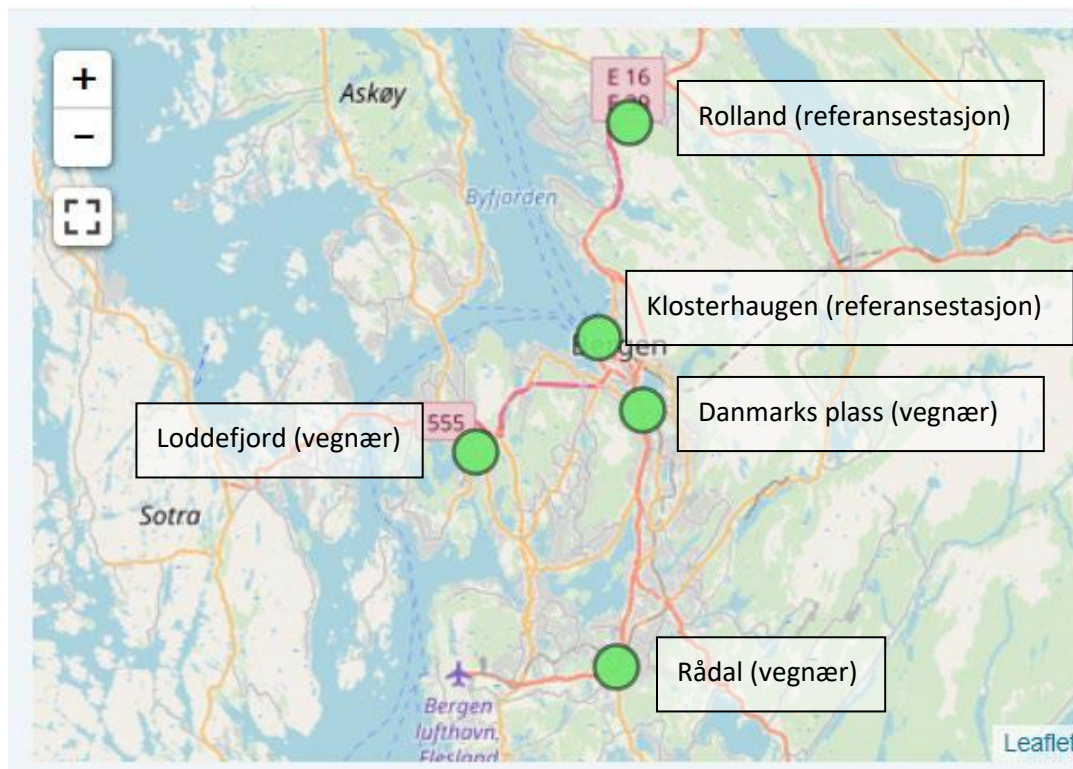 +
−
Askøy
E 16
E 39
Rolland (referansestasjon)
Byfjorden
Klosterhaugen (referansestasjon)
Bergen
Danmarks plass (vegnær)
555
Loddefjord (vegnær)
Sotra
Rådal (vegnær)
Bergen
lufthavn,
Flesland
Leaflet